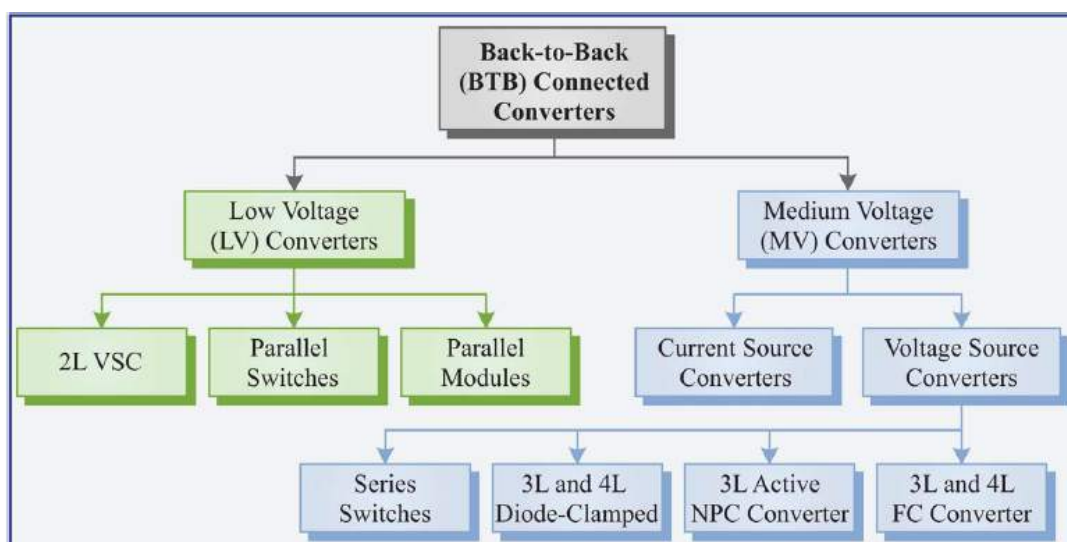 Back-to-Back
(BTB) Connected
Converters
Low Voltage
(LV) Converters
Medium Voltage
(MV) Converters
2L VSC
Parallel
Switches
Parallel
Modules
Current Source
Converters
Voltage Source
Converters
Series
Switches
3L and 4L
Diode-Clamped
3L Active
NPC Converter
3L and 4L
FC Converter